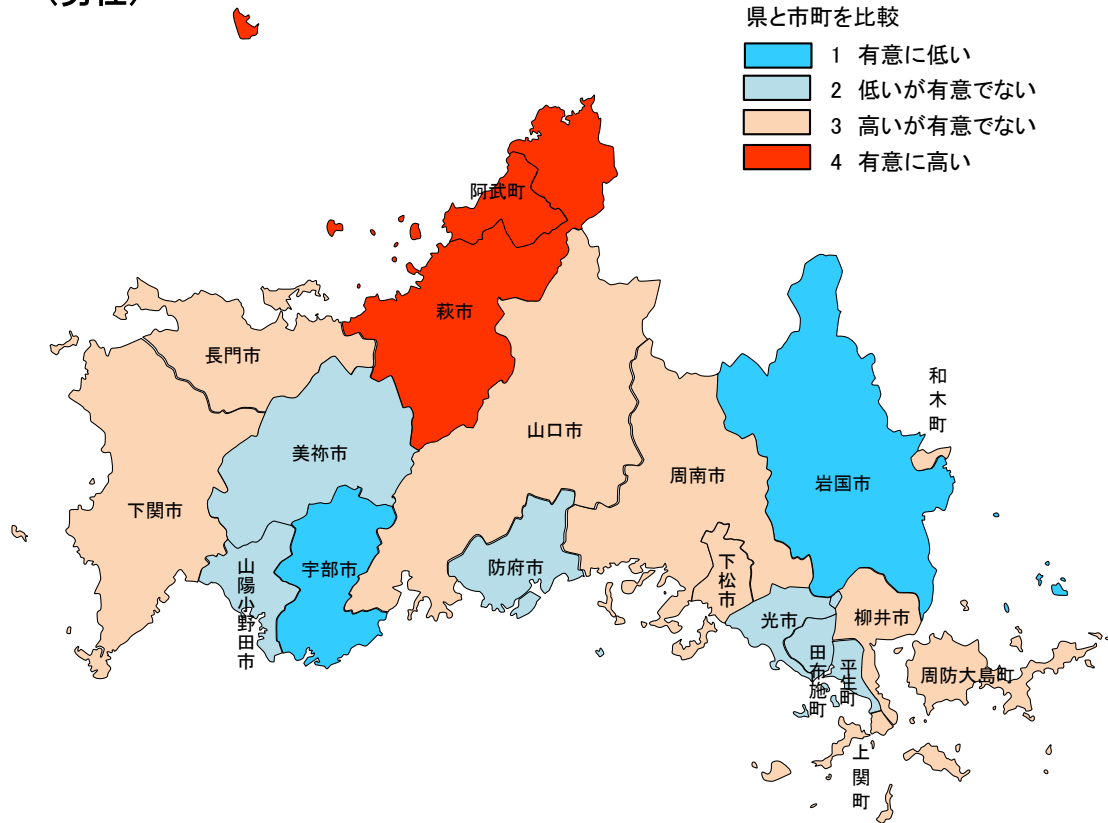 (男性)
県と市町を比較
1 有意に低い
2 低いが有意でない
3 高いが有意でない
4 有意に高い
阿武町
萩市
長門市
和木町
山口市
美祢市
周南市
岩国市
下関市
宇部市
防府市
山陽小野田市
下松市
光市
柳井市
田布施町
平生町
周防大島町
上関町